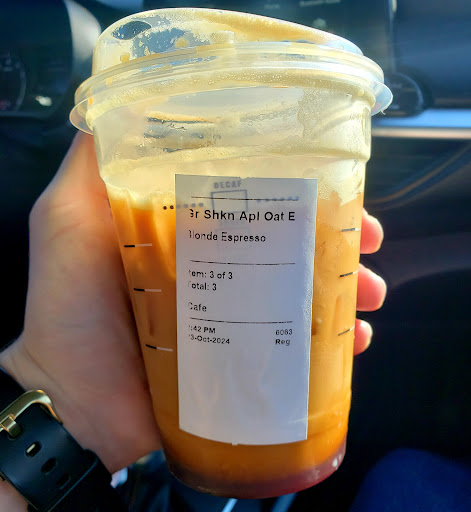 DECAF
Gr Shkn Apl Oat E
Blonde Espresso
Item: 3 of 3
Total: 3
Cafe
:42 PM 6063
3-Oct-2024 Reg